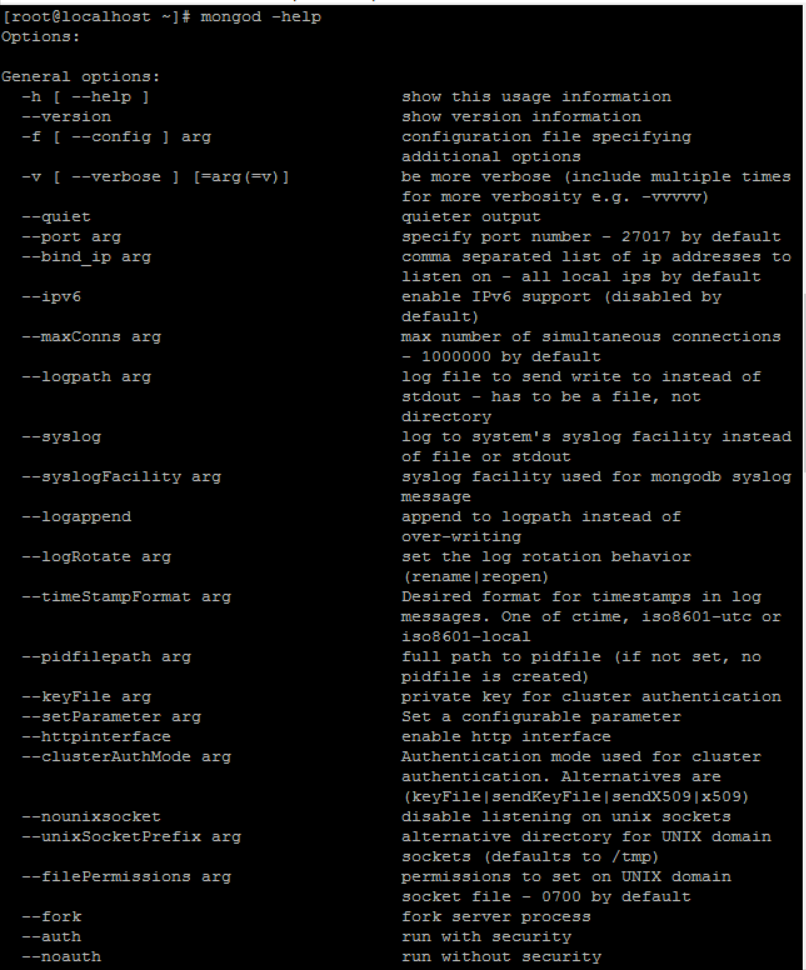 [root@localhost ~]# mongod -help
Options:
General options:
-h [ --help ] show this usage information
--version show version information
-f [ --config ] arg configuration file specifying
additional options
-v [ --verbose ] [=arg(=v)] be more verbose (include multiple times
for more verbosity e.g. -vvvvv)
--quiet quieter output
--port arg specify port number - 27017 by default
--bind_ip arg comma separated list of ip addresses to
listen on - all local ips by default
--ipv6 enable IPv6 support (disabled by
default)
--maxConns arg max number of simultaneous connections
- 1000000 by default
--logpath arg log file to send write to instead of
stdout - has to be a file, not
directory
--syslog log to system's syslog facility instead
of file or stdout
--syslogFacility arg syslog facility used for mongodb syslog
message
--logappend append to logpath instead of
over-writing
--logRotate arg set the log rotation behavior
(rename|reopen)
--timeStampFormat arg Desired format for timestamps in log
messages. One of ctime, iso8601-utc or
iso8601-local
--pidfilepath arg full path to pidfile (if not set, no
pidfile is created)
--keyFile arg private key for cluster authentication
--setParameter arg Set a configurable parameter
--httpinterface enable http interface
--clusterAuthMode arg Authentication mode used for cluster
authentication. Alternatives are
(keyFile|sendKeyFile|sendX509|x509)
--nounixsocket disable listening on unix sockets
--unixSocketPrefix arg alternative directory for UNIX domain
sockets (defaults to /tmp)
--filePermissions arg permissions to set on UNIX domain
socket file - 0700 by default
--fork fork server process
--auth run with security
--noauth run without security